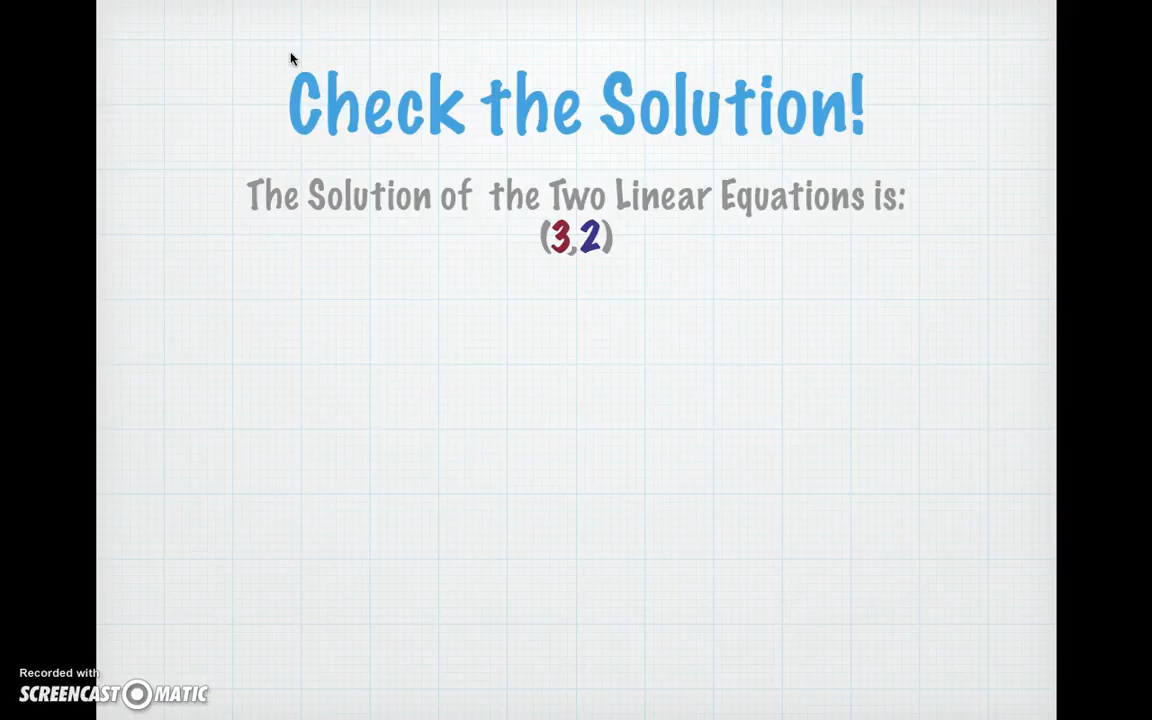 Check the Solution!
The Solution of the Two Linear Equations is:
(3,2)
Recorded with
SCREENCAST MATIC